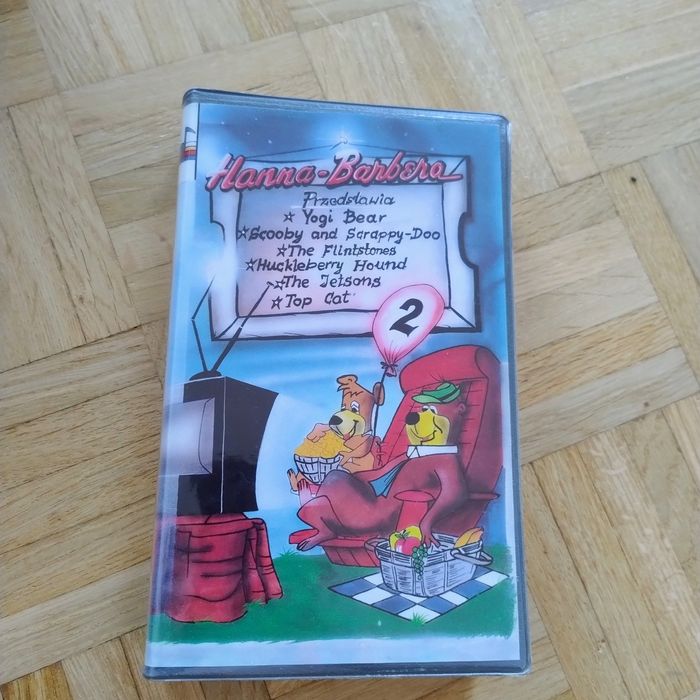 Hanna-Barbera
Przedstawia
☆ Yogi Bear
☆ Scooby and Scrappy-Doo
☆ The Flintstones
☆ Huckleberry Hound
☆ The Jetsons
☆ Top Cat
2